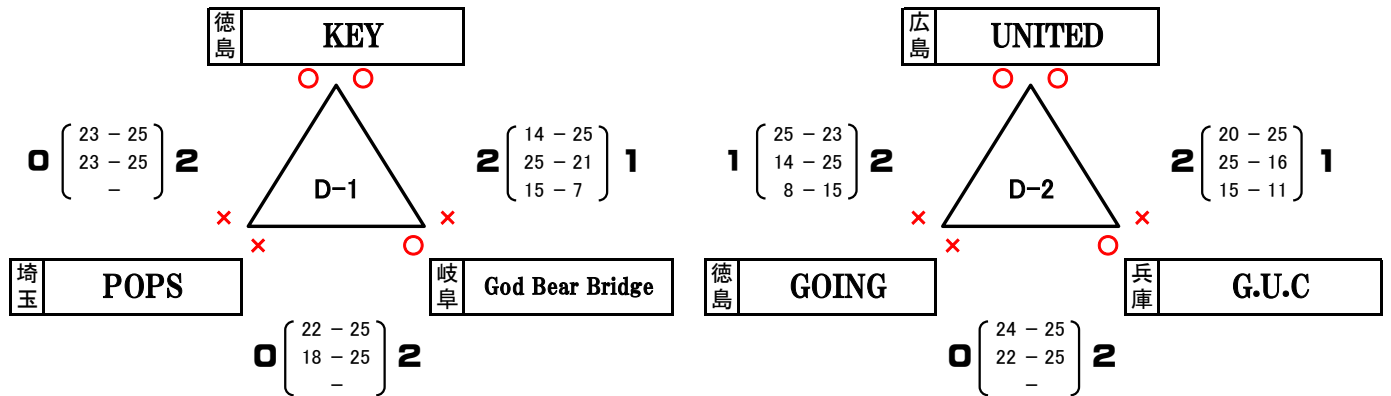 徳島 KEY
○ ○
0 23 - 25 2
23 - 25
-
2 14 - 25 1
25 - 21
15 - 7
D-1
× ×
× ○
埼玉 POPS
岐阜 God Bear Bridge
0 22 - 25 2
18 - 25
-
広島 UNITED
○ ○
1 25 - 23 2
14 - 25
8 - 15
2 20 - 25 1
25 - 16
15 - 11
D-2
× ×
× ○
徳島 GOING
兵庫 G.U.C
0 24 - 25 2
22 - 25
-